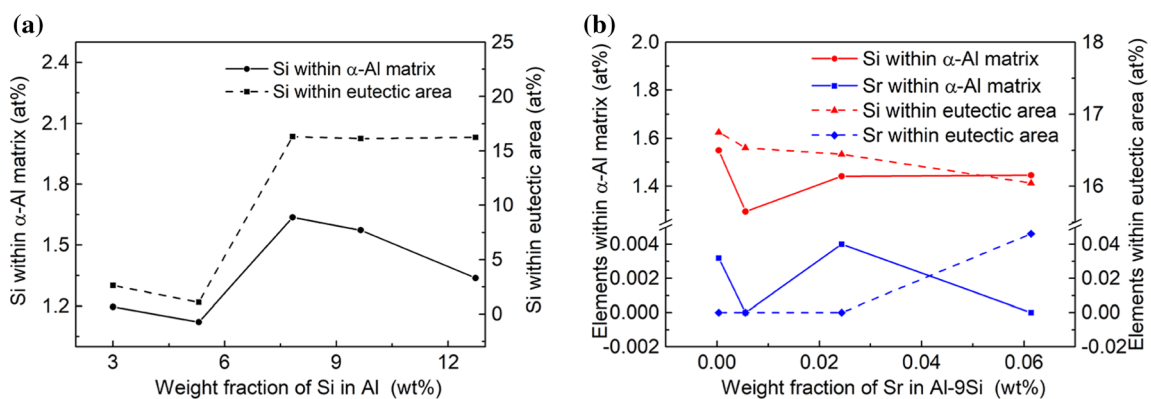 (a)
2.4
2.1
1.8
1.5
1.2
Si within α-Al matrix (at%)
25
20
15
10
5
0
Si within eutectic area (at%)
Si within α-Al matrix
Si within eutectic area
3
6
9
12
Weight fraction of Si in Al (wt%)
(b)
2.0
1.8
1.6
1.4
0.004
0.002
0.000
-0.002
Elements within α-Al matrix (at%)
18
17
16
0.04
0.02
0.00
-0.02
Elements within eutectic area (at%)
Si within α-Al matrix
Sr within α-Al matrix
Si within eutectic area
Sr within eutectic area
0.00
0.02
0.04
0.06
Weight fraction of Sr in Al-9Si (wt%)